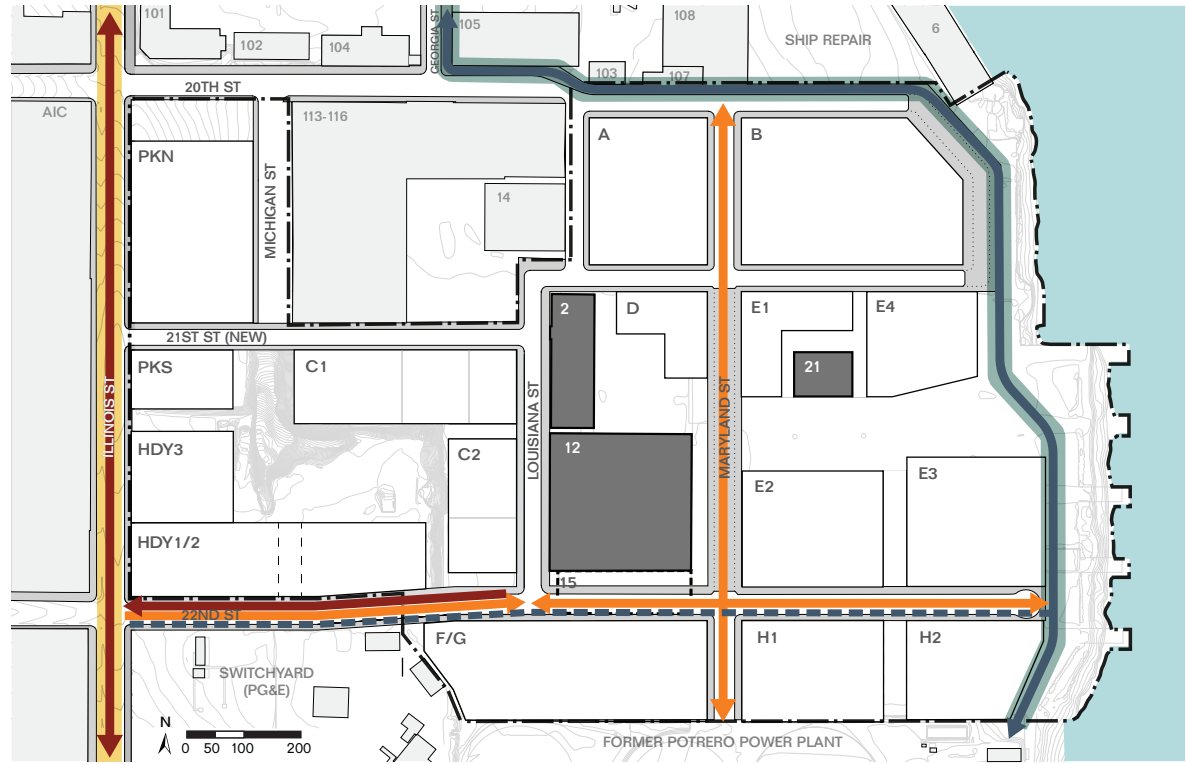 101
102
104
GEORGIA ST
105
108
103
107
SHIP REPAIR
6
20TH ST
AIC
PKN
MICHIGAN ST
113-116
14
A
B
21ST ST (NEW)
2
D
E1
E4
21
PKS
C1
ILLINOIS ST
LOUISIANA ST
MARYLAND ST
HDY3
C2
12
E2
E3
HDY1/2
15
22ND ST
F/G
H1
H2
SWITCHYARD
(PG&E)
N
0 50 100 200
FORMER POTRERO POWER PLANT